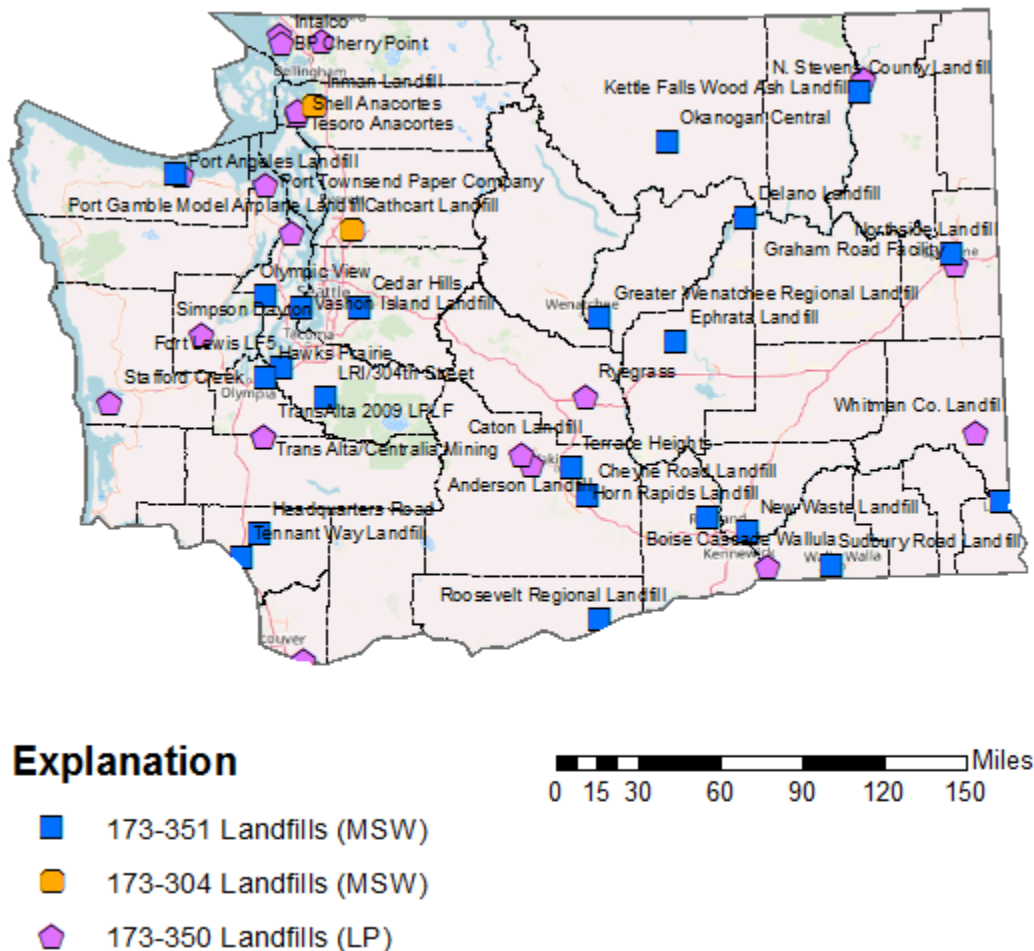 Intalco
BP Cherry Point
Bellingham
Inman Landfill
Shell Anacortes
Tesoro Anacortes
N. Stevens County Landfill
Kettle Falls Wood Ash Landfill
Okanogan Central
Port Angeles Landfill
Port Townsend Paper Company
Port Gamble Model Airplane Landfill
Cathcart Landfill
Delano Landfill
Northside Landfill
Graham Road Facility
Olympic View
Cedar Hills
Seattle
Simpson Dayton
Vashon Island Landfill
Greater Wenatchee Regional Landfill
Wenatchee
Tacoma
Ephrata Landfill
Fort Lewis LF5
Hawks Prairie
Stafford Creek
LRI/304th Street
Olympia
Ryegrass
TransAlta 2009 LPLF
Whitman Co. Landfill
Caton Landfill
Trans Alta/Centralia Mining
Terrace Heights
Cheyne Road Landfill
Anderson Landfill
Horn Rapids Landfill
Headquarters Road
New Waste Landfill
Tennant Way Landfill
Boise Cascade Wallula
Sudbury Road Landfill
Kennewick
Roosevelt Regional Landfill
couver
Explanation
Miles
0 15 30 60 90 120 150
173-351 Landfills (MSW)
173-304 Landfills (MSW)
173-350 Landfills (LP)